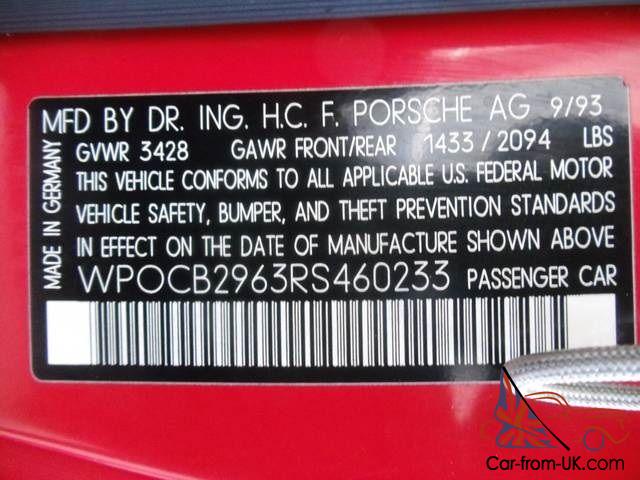 MFD BY DR. ING. H.C. F. PORSCHE AG 9/93
GVWR 3428 GAWR FRONT/REAR 1433/2094 LBS
THIS VEHICLE CONFORMS TO ALL APPLICABLE U.S. FEDERAL MOTOR
VEHICLE SAFETY, BUMPER, AND THEFT PREVENTION STANDARDS
IN EFFECT ON THE DATE OF MANUFACTURE SHOWN ABOVE
WPOCB2963RS460233 PASSENGER CAR
MADE IN GERMANY
Car-from-UK.com